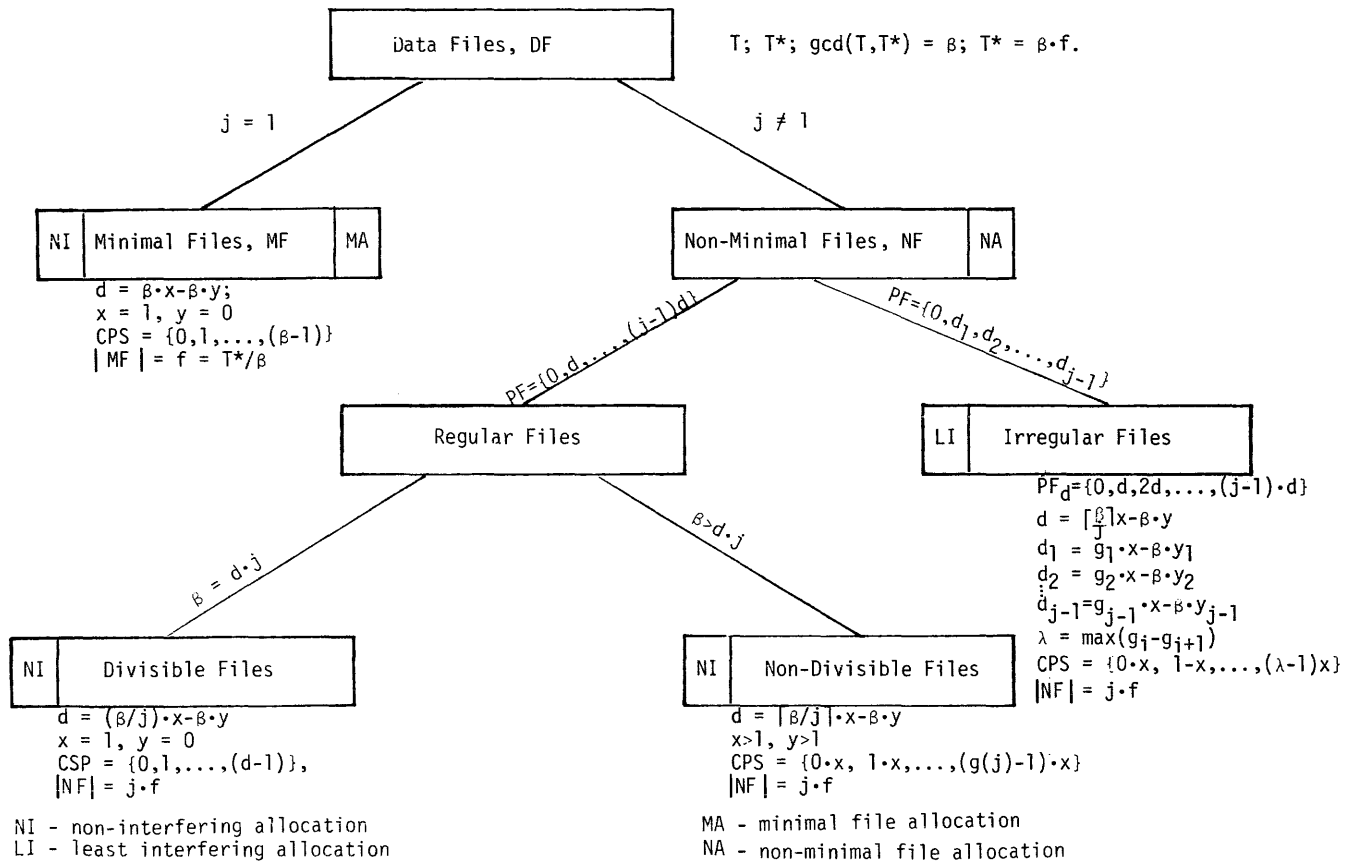 Data Files, DF
T; T*; gcd(T,T*) = β; T* = β·f.
j = 1
j ≠ 1
NI
Minimal Files, MF
MA
Non-Minimal Files, NF
NA
d = β·x-β·y;
x = 1, y = 0
CPS = {0,1,...,(β-1)}
|MF| = f = T*/β
PF={0,d,...,(j-1)d}
PF={0,d1,d2,...,dj-1}
Regular Files
LI
Irregular Files
PFd={0,d,2d,...,(j-1)·d}
d = ⌈β/j⌉x-β·y
d1 = g1·x-β·y1
d2 = g2·x-β·y2
⋮
dj-1=gj-1·x-β·yj-1
λ = max(gi-gi+1)
CPS = {0·x, 1-x,...,(λ-1)x}
|NF| = j·f
β = d·j
β>d·j
NI
Divisible Files
NI
Non-Divisible Files
d = (β/j)·x-β·y
x = 1, y = 0
CSP = {0,1,...,(d-1)},
|NF| = j·f
d = ⌈β/j⌉·x-β·y
x>1, y>1
CPS = {0·x, 1·x,...,(g(j)-1)·x}
|NF| = j·f
NI - non-interfering allocation
LI - least interfering allocation
MA - minimal file allocation
NA - non-minimal file allocation